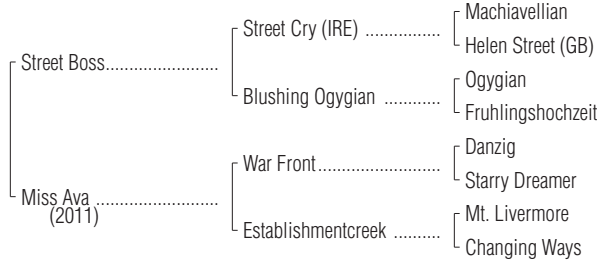 Machiavellian
Street Cry (IRE) ..................
Helen Street (GB)
Street Boss...........................
Ogygian
Blushing Ogygian .............
Fruhlingshochzeit
Danzig
War Front.............................
Starry Dreamer
Miss Ava .............................
(2011)
Mt. Livermore
Establishmentcreek ...........
Changing Ways